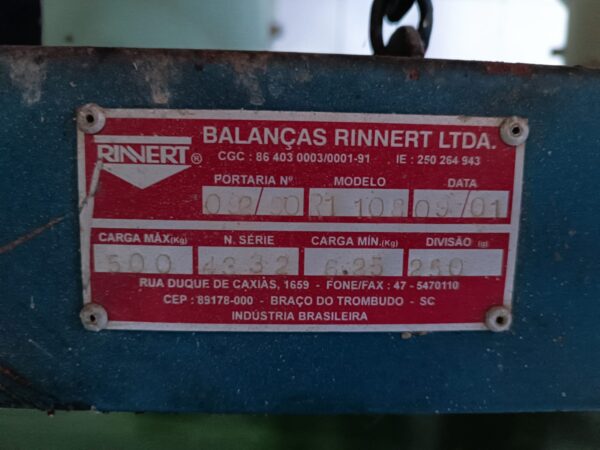 RINNERT®
BALANÇAS RINNERT LTDA.
CGC : 86 403 0003/0001-91 IE : 250 264 943
PORTARIA Nº MODELO DATA
R1 108 09/01
CARGA MÁX.(Kg) N. SÉRIE CARGA MÍN.(Kg) DIVISÃO (g)
500 4332 6.25 250
RUA DUQUE DE CAXIAS, 1659 - FONE/FAX : 47 - 5470110
CEP : 89178-000 - BRAÇO DO TROMBUDO - SC
INDÚSTRIA BRASILEIRA